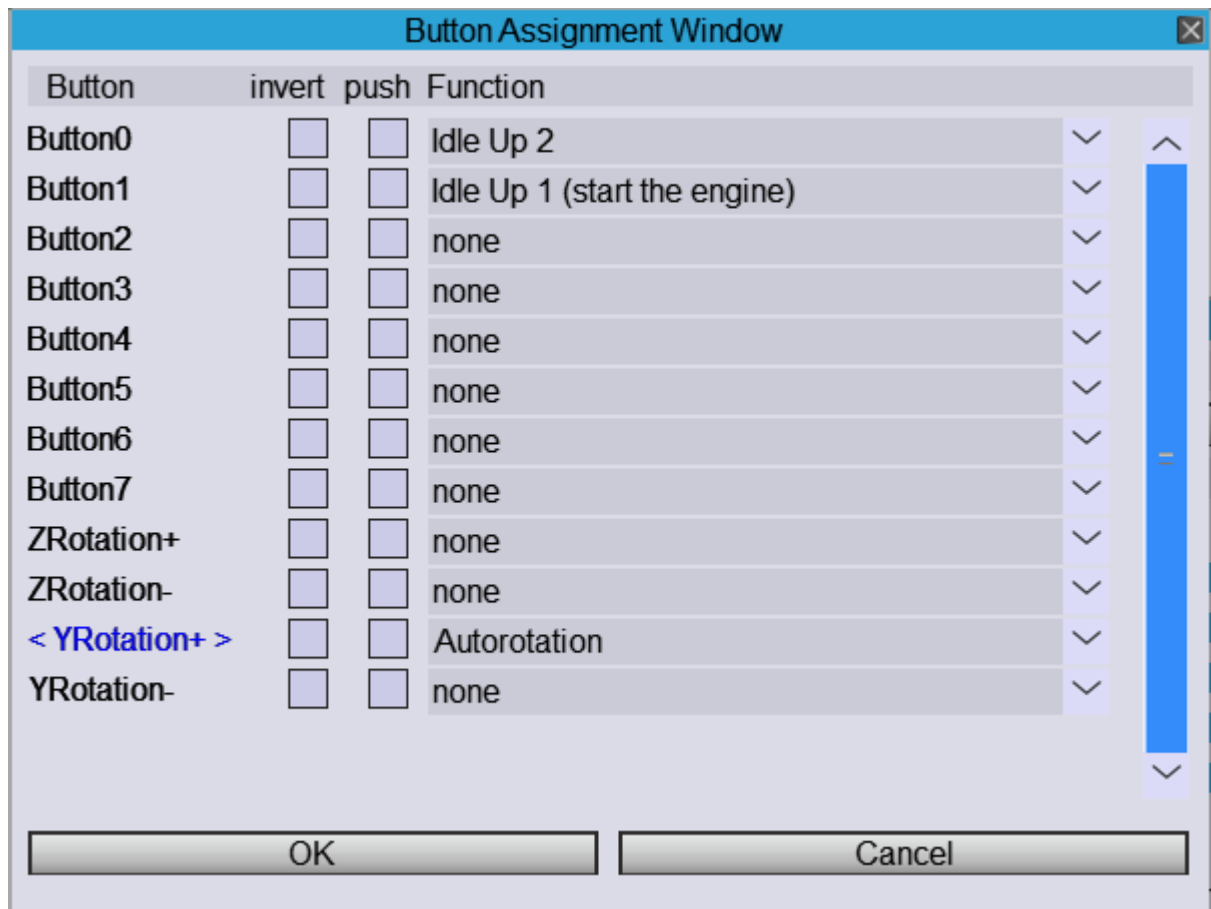 Button Assignment Window
Button invert push Function
Button0 Idle Up 2
Button1 Idle Up 1 (start the engine)
Button2 none
Button3 none
Button4 none
Button5 none
Button6 none
Button7 none
ZRotation+ none
ZRotation- none
< YRotation+ > Autorotation
YRotation- none
OK Cancel